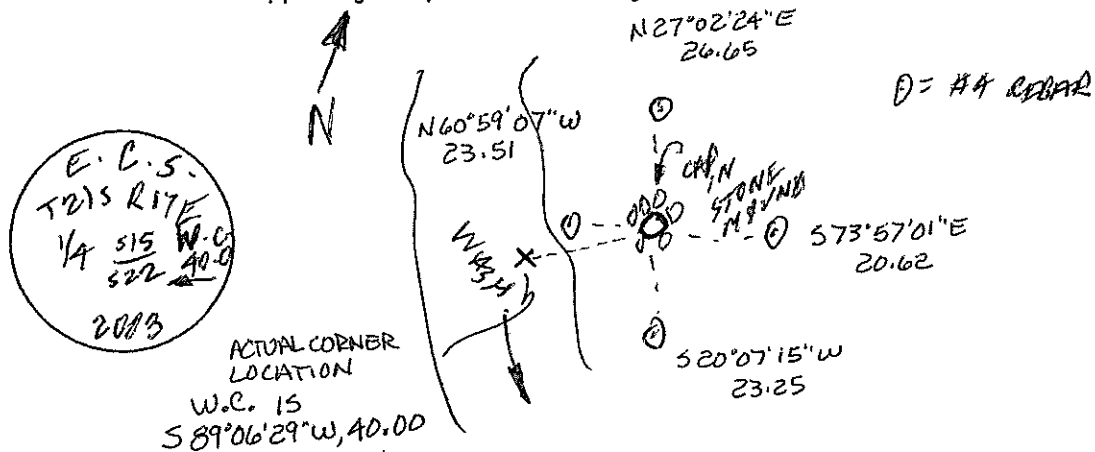 N27°02'24"E
26.65
= #4 REBAR
N
N60°59'07"W
23.51
CAP IN
STONE
MOUND
S73°57'01"E
20.62
WASH
S20°07'15"W
23.25
E. C. S.
T21S R17E
1/4 S15 W.C.
S22 40.0
2013
ACTUAL CORNER
LOCATION
W.C. IS
S 89°06'29"W, 40.00